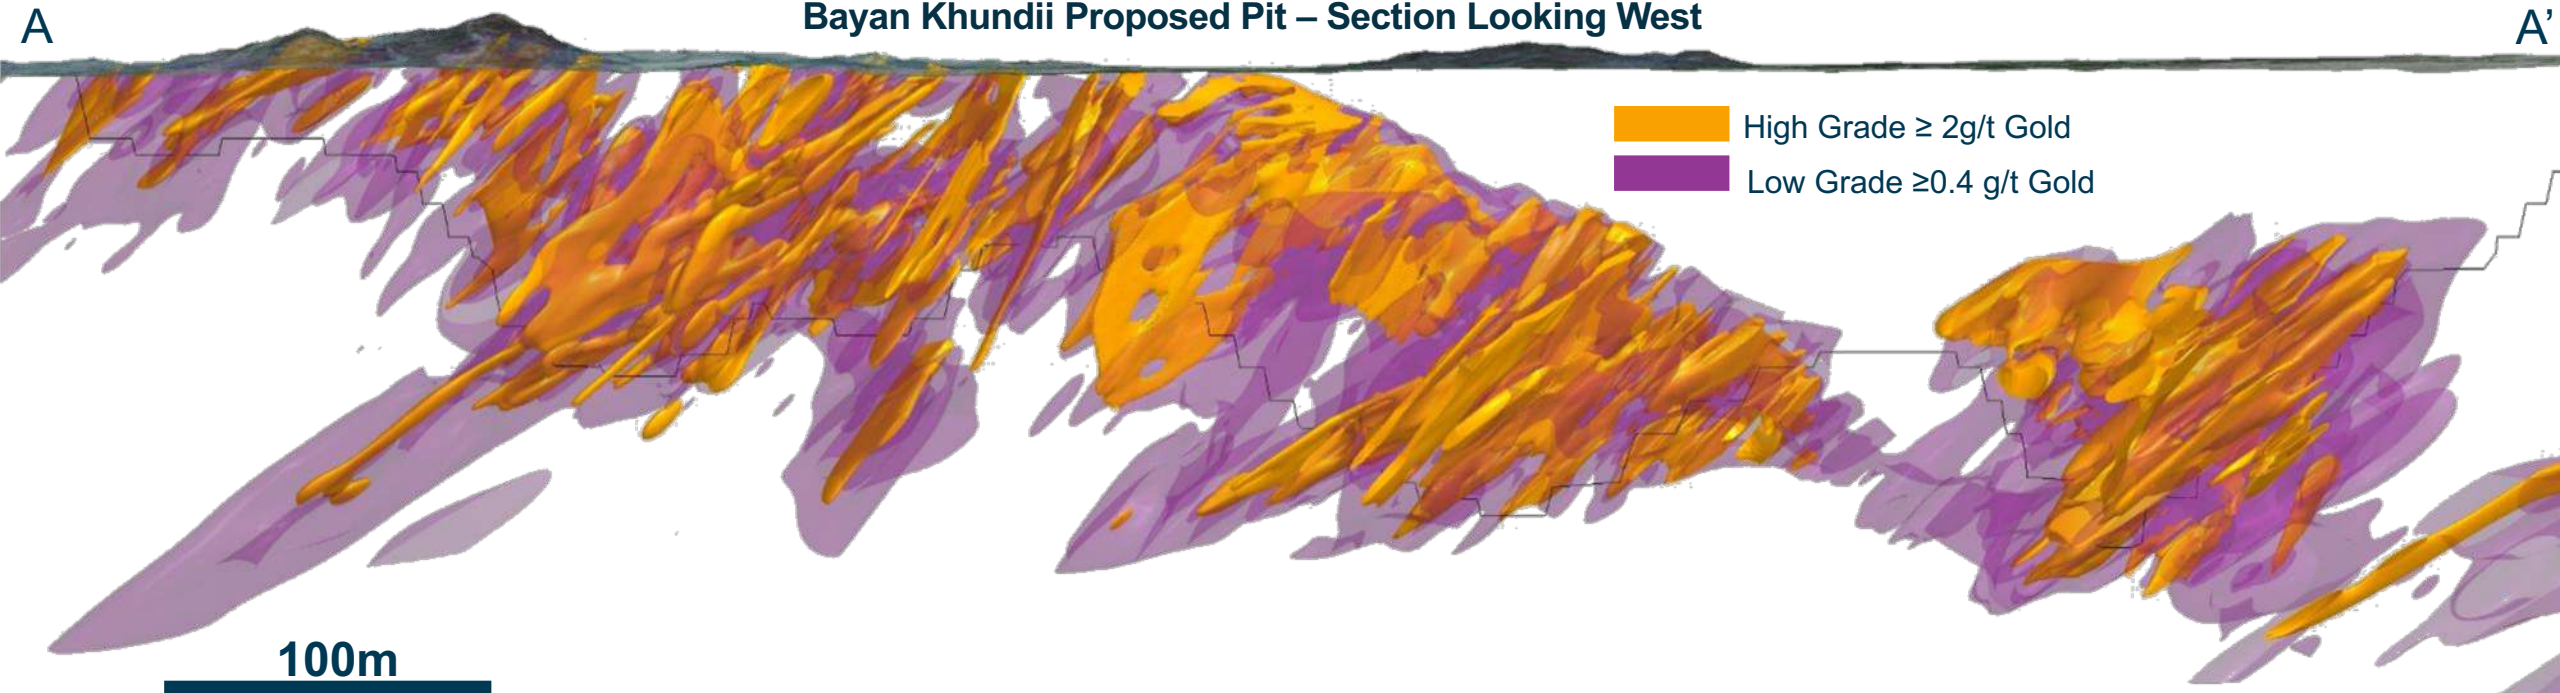 Bayan Khundii Proposed Pit – Section Looking West
A
A’
High Grade ≥ 2g/t Gold
Low Grade ≥0.4 g/t Gold
100m